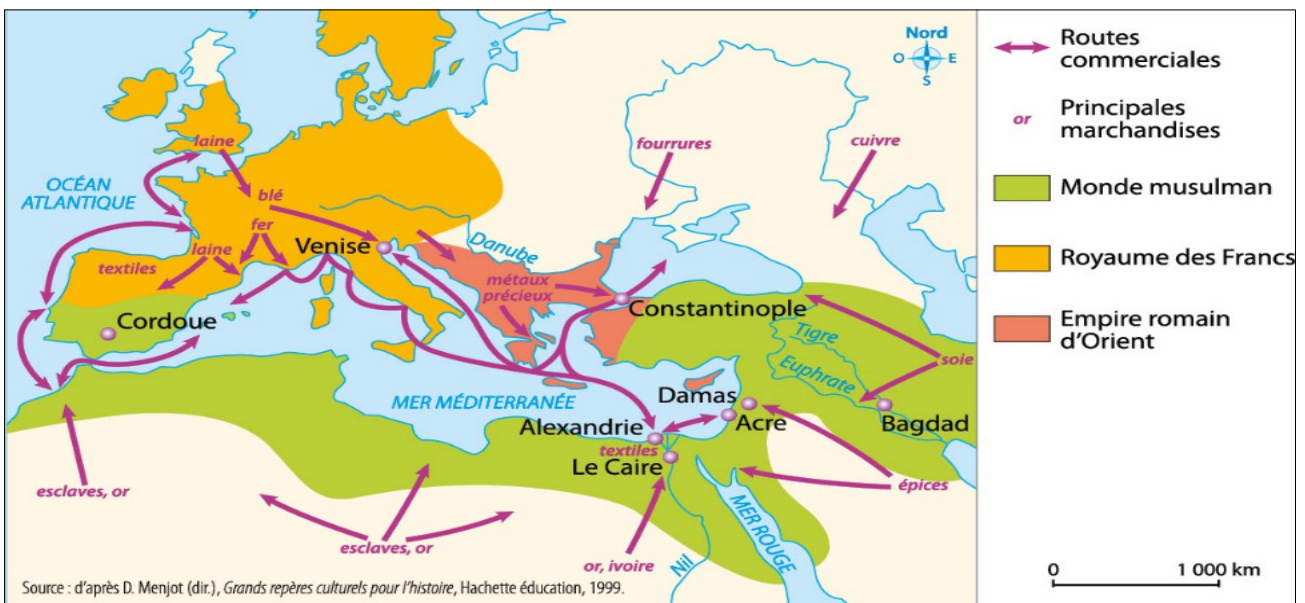 Nord
O
E
S
laine
OCÉAN
ATLANTIQUE
blé
fer
laine
textiles
Venise
Danube
fourrures
cuivre
métaux
précieux
Constantinople
Cordoue
Tigre
Euphrate
soie
MER MÉDITERRANÉE
Damas
Acre
Bagdad
Alexandrie
textiles
Le Caire
épices
esclaves, or
esclaves, or
or, ivoire
Nil
MER ROUGE
Source : d'après D. Menjot (dir.), Grands repères culturels pour l'histoire, Hachette éducation, 1999.
Routes
commerciales
or
Principales
marchandises
Monde musulman
Royaume des Francs
Empire romain
d'Orient
0
1 000 km